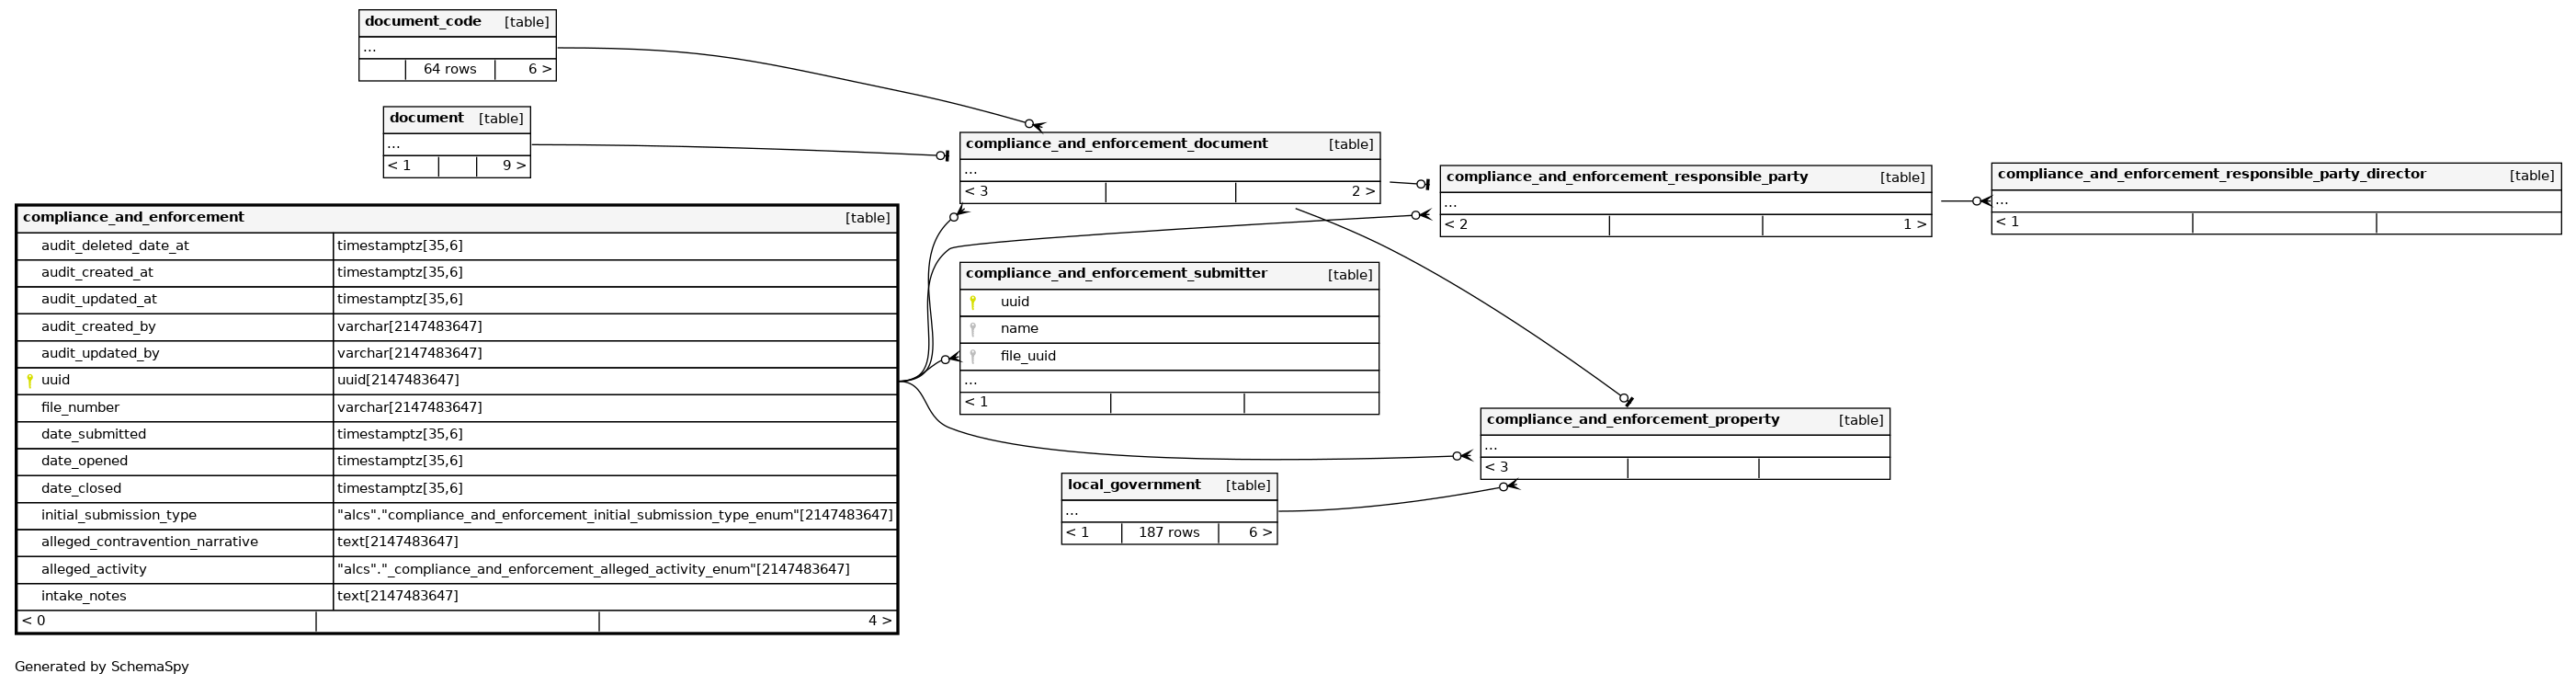 document_code [table]
...
64 rows 6 >
document [table]
...
< 1 9 >
compliance_and_enforcement [table]
audit_deleted_date_at timestamptz[35,6]
audit_created_at timestamptz[35,6]
audit_updated_at timestamptz[35,6]
audit_created_by varchar[2147483647]
audit_updated_by varchar[2147483647]
uuid uuid[2147483647]
file_number varchar[2147483647]
date_submitted timestamptz[35,6]
date_opened timestamptz[35,6]
date_closed timestamptz[35,6]
initial_submission_type "alcs"."compliance_and_enforcement_initial_submission_type_enum"[2147483647]
alleged_contravention_narrative text[2147483647]
alleged_activity "alcs"."_compliance_and_enforcement_alleged_activity_enum"[2147483647]
intake_notes text[2147483647]
< 0 4 >
compliance_and_enforcement_document [table]
...
< 3 2 >
compliance_and_enforcement_submitter [table]
uuid
name
file_uuid
...
< 1
local_government [table]
...
< 1 187 rows 6 >
compliance_and_enforcement_responsible_party [table]
...
< 2 1 >
compliance_and_enforcement_property [table]
...
< 3
compliance_and_enforcement_responsible_party_director [table]
...
< 1
Generated by SchemaSpy